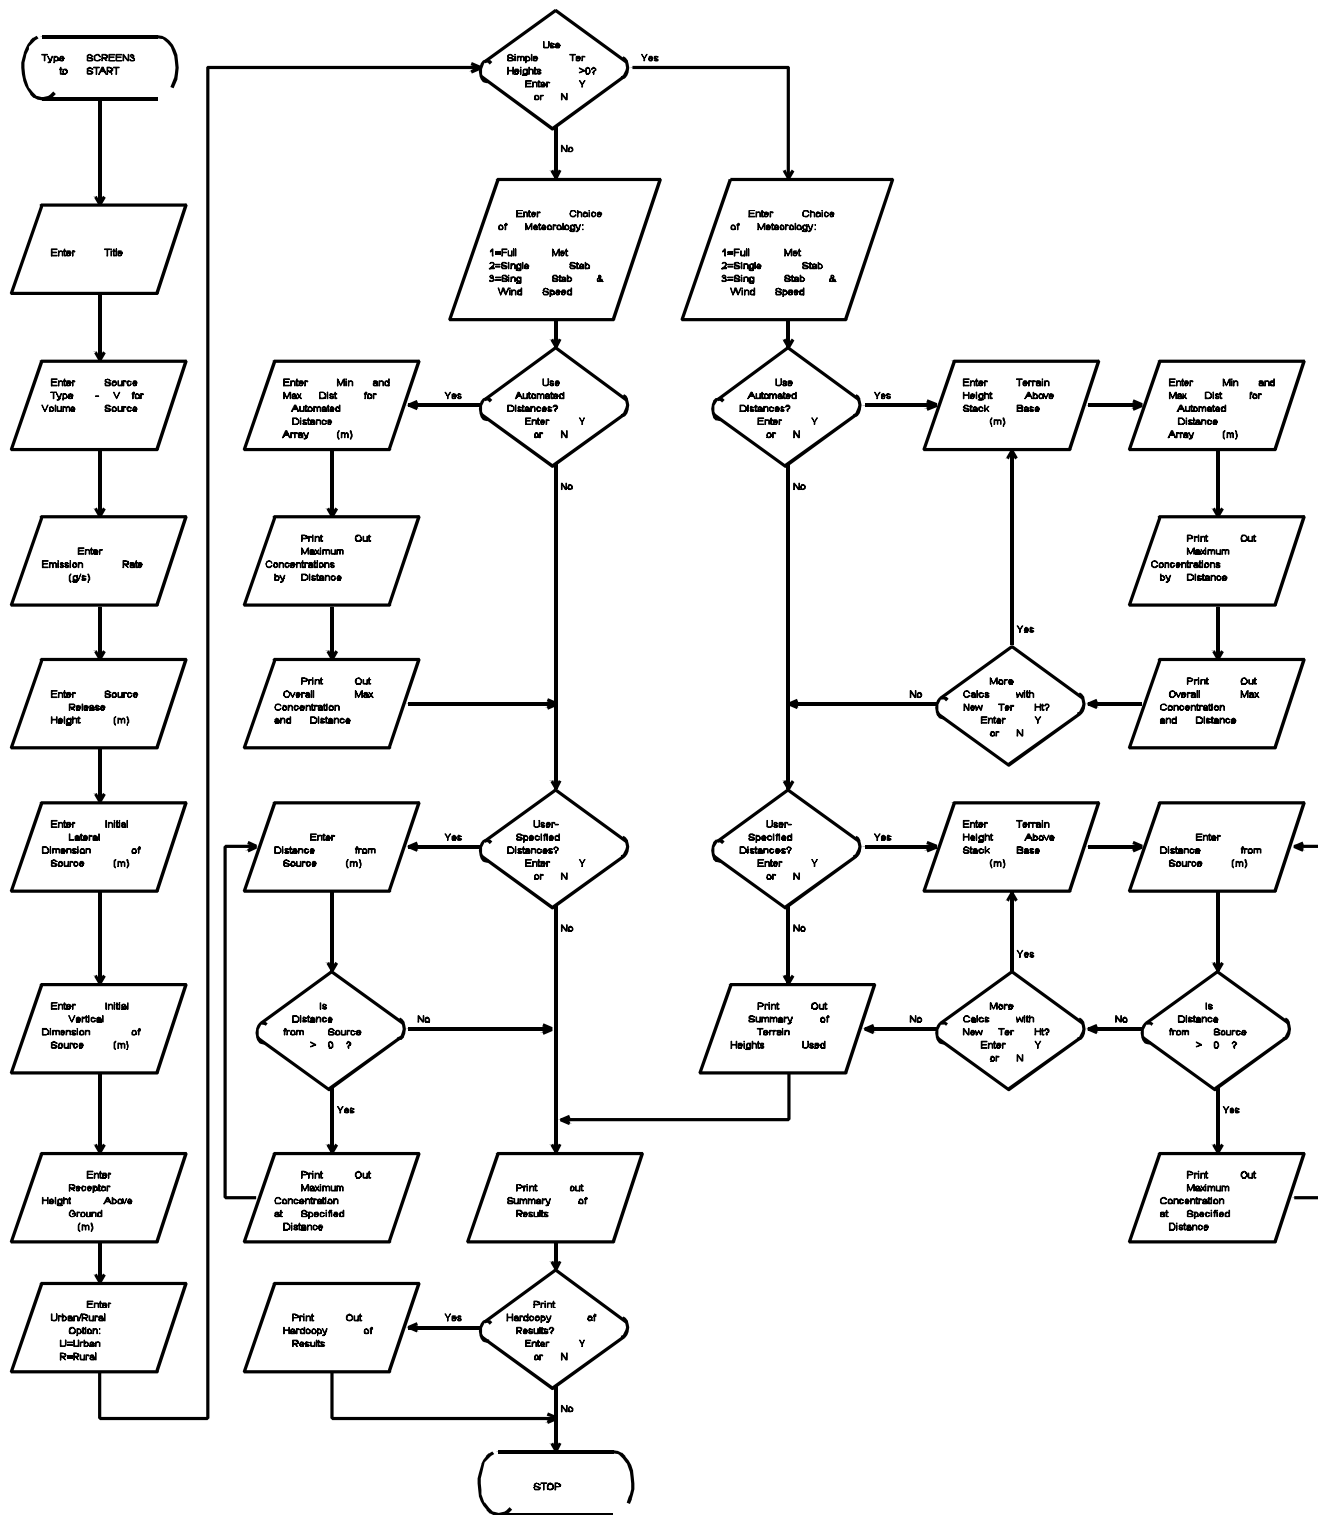 Type SCREEN3
to START
Enter Title
Enter Source
Type - V for
Volume Source
Enter
Emission Rate
(g/s)
Enter Source
Release
Height (m)
Enter Initial
Lateral
Dimension of
Source (m)
Enter Initial
Vertical
Dimension of
Source (m)
Enter
Receptor
Height Above
Ground
(m)
Enter
Urban/Rural
Option:
U=Urban
R=Rural
Use
Simple Ter
Heights >0?
Enter Y
or N
Yes
No
Enter Choice
of Meteorology:
1=Full Met
2=Single Stab
3=Sing Stab &
Wind Speed
Enter Choice
of Meteorology:
1=Full Met
2=Single Stab
3=Sing Stab &
Wind Speed
Use
Automated
Distances?
Enter Y
or N
Yes
No
Enter Min and
Max Dist for
Automated
Distance
Array (m)
Print Out
Maximum
Concentrations
by Distance
Print Out
Overall Max
Concentration
and Distance
User-
Specified
Distances?
Enter Y
or N
Yes
No
Enter
Distance from
Source (m)
Is
Distance
from Source
> 0 ?
No
Yes
Print Out
Maximum
Concentration
at Specified
Distance
Print out
Summary of
Results
Print
Hardcopy of
Results?
Enter Y
or N
Yes
No
Print Out
Hardcopy of
Results
STOP
Use
Automated
Distances?
Enter Y
or N
Yes
No
Enter Terrain
Height Above
Stack Base
(m)
Enter Min and
Max Dist for
Automated
Distance
Array (m)
Print Out
Maximum
Concentrations
by Distance
Print Out
Overall Max
Concentration
and Distance
More
Calcs with
New Ter Ht?
Enter Y
or N
Yes
No
User-
Specified
Distances?
Enter Y
or N
Yes
No
Enter Terrain
Height Above
Stack Base
(m)
Enter
Distance from
Source (m)
Is
Distance
from Source
> 0 ?
No
Yes
More
Calcs with
New Ter Ht?
Enter Y
or N
Yes
No
Print Out
Summary of
Terrain
Heights Used
Print Out
Maximum
Concentration
at Specified
Distance